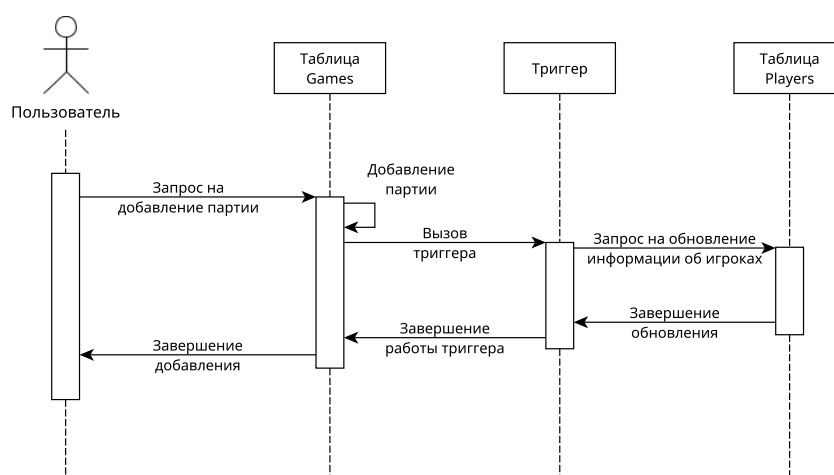 Пользователь
Таблица
Games
Триггер
Таблица
Players
Запрос на
добавление партии
Добавление
партии
Вызов
триггера
Запрос на обновление
информации об игроках
Завершение
обновления
Завершение
работы триггера
Завершение
добавления